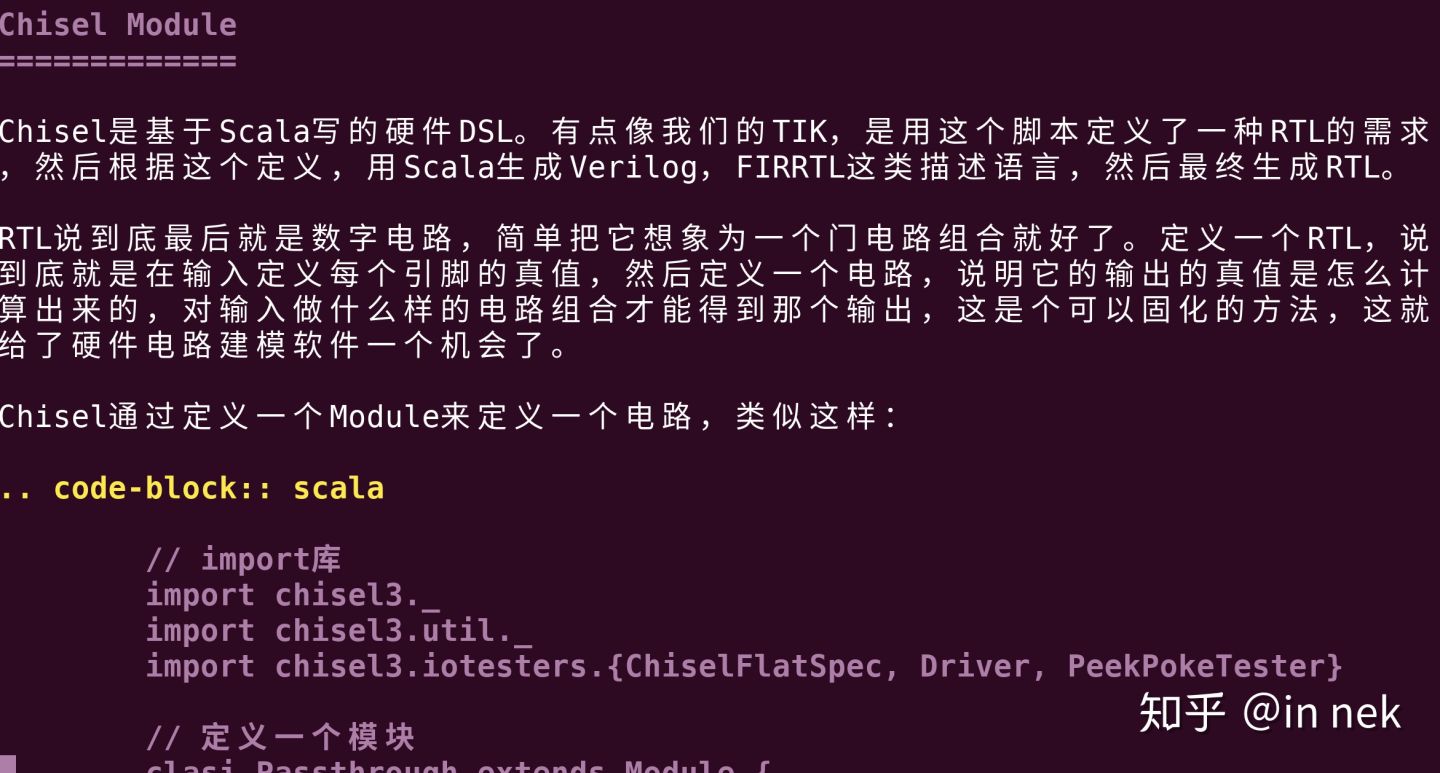 Chisel Module
=============
Chisel是基于Scala写的硬件DSL。有点像我们的TIK，是用这个脚本定义了一种RTL的需求
，然后根据这个定义，用Scala生成Verilog，FIRRTL这类描述语言，然后最终生成RTL。
RTL说到底最后就是数字电路，简单把它想象为一个门电路组合就好了。定义一个RTL，说
到底就是在输入定义每个引脚的真值，然后定义一个电路，说明它的输出的真值是怎么计
算出来的，对输入做什么样的电路组合才能得到那个输出，这是个可以固化的方法，这就
给了硬件电路建模软件一个机会了。
Chisel通过定义一个Module来定义一个电路，类似这样：
.. code-block:: scala
// import库
import chisel3._
import chisel3.util._
import chisel3.iotesters.{ChiselFlatSpec, Driver, PeekPokeTester}
// 定义一个模块
clasi Passthrough extends Module {
知乎 @in nek